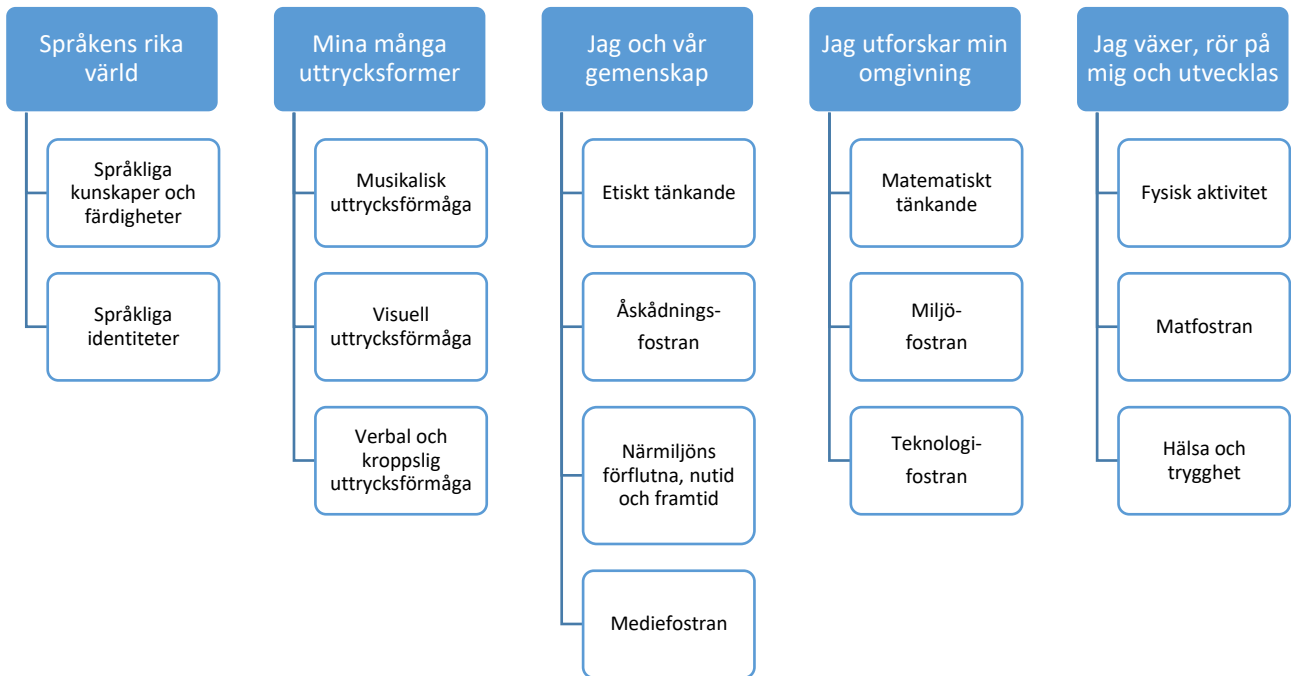 Språkens rika
värld
Språkliga
kunskaper och
färdigheter
Språkliga
identiteter
Mina många
uttrycksformer
Musikalisk
uttrycksförmåga
Visuell
uttrycksförmåga
Verbal och
kroppslig
uttrycksförmåga
Jag och vår
gemenskap
Etiskt tänkande
Åskådnings-
fostran
Närmiljöns
förflutna, nutid
och framtid
Mediefostran
Jag utforskar min
omgivning
Matematiskt
tänkande
Miljö-
fostran
Teknologi-
fostran
Jag växer, rör på
mig och utvecklas
Fysisk aktivitet
Matfostran
Hälsa och
trygghet